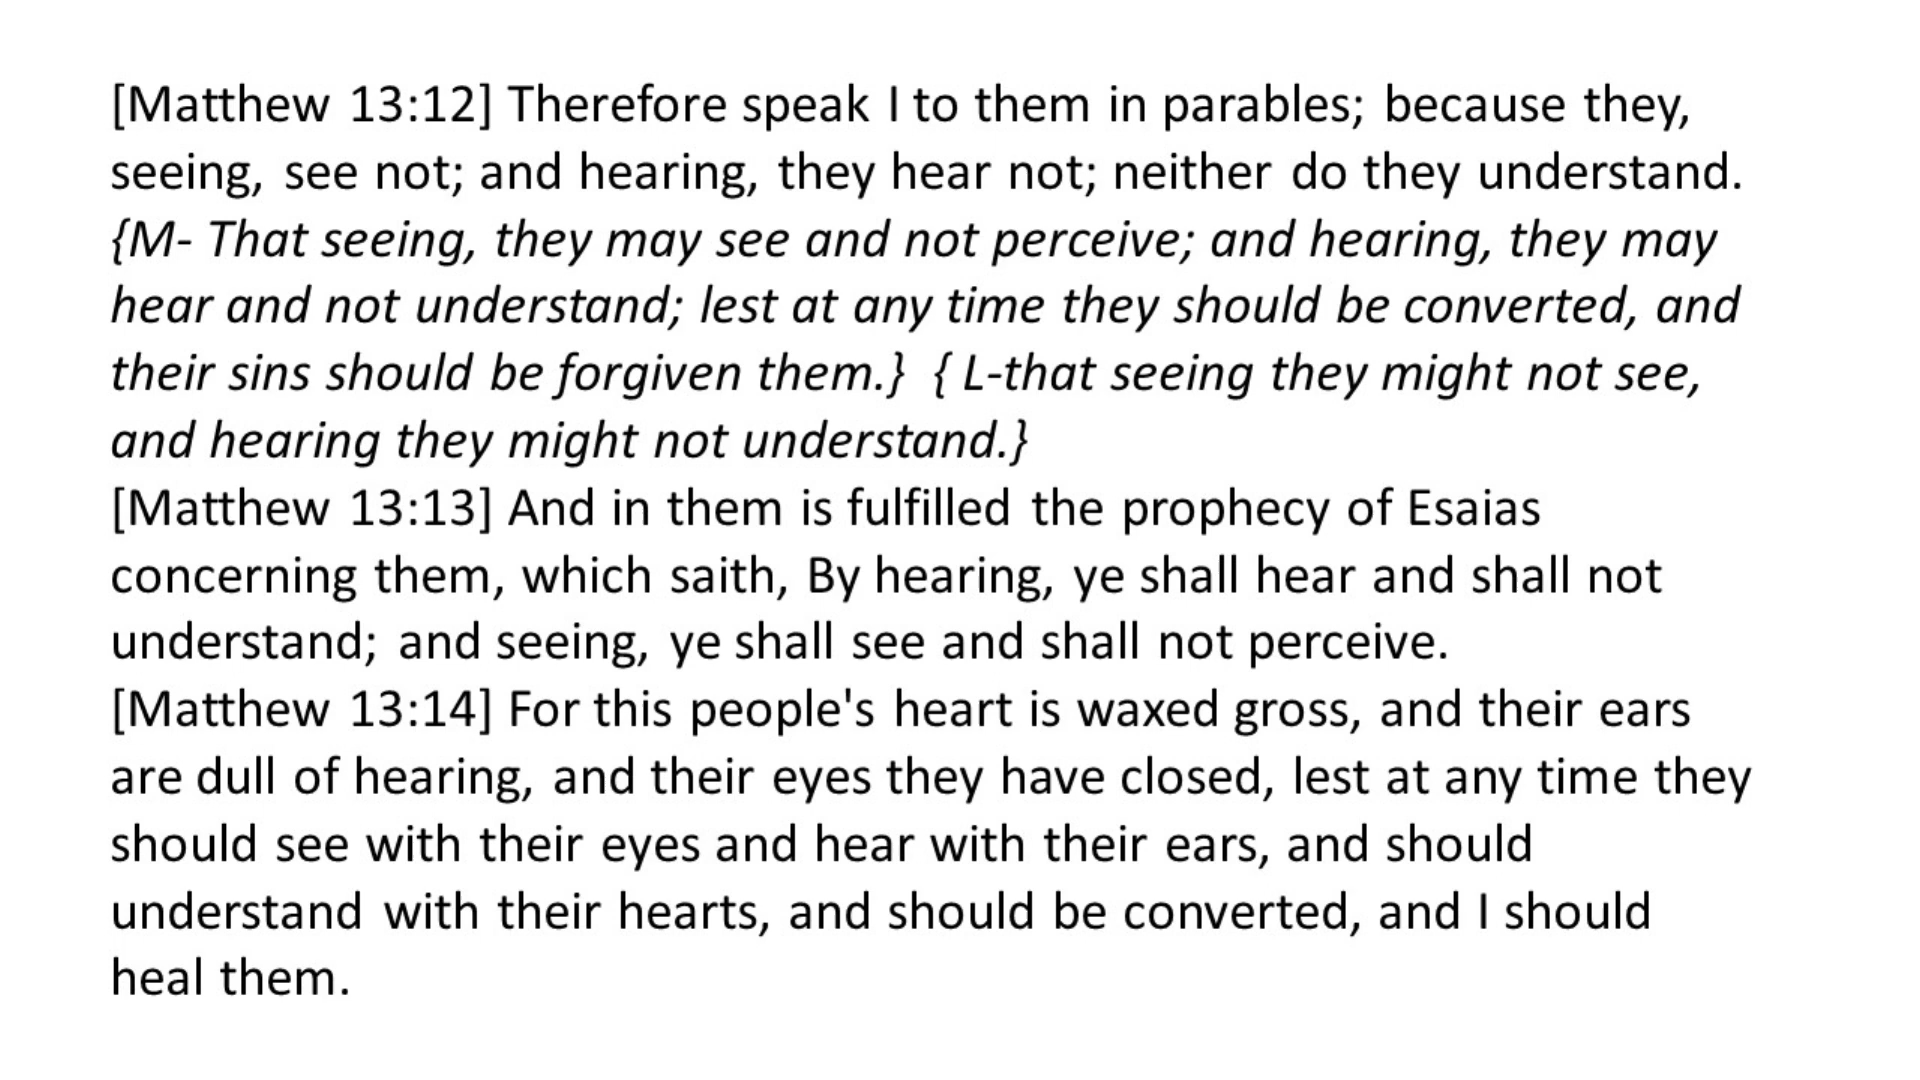 [Matthew 13:12] Therefore speak I to them in parables; because they,
seeing, see not; and hearing, they hear not; neither do they understand.
{M- That seeing, they may see and not perceive; and hearing, they may
hear and not understand; lest at any time they should be converted, and
their sins should be forgiven them.} { L-that seeing they might not see,
and hearing they might not understand.}
[Matthew 13:13] And in them is fulfilled the prophecy of Esaias
concerning them, which saith, By hearing, ye shall hear and shall not
understand; and seeing, ye shall see and shall not perceive.
[Matthew 13:14] For this people's heart is waxed gross, and their ears
are dull of hearing, and their eyes they have closed, lest at any time they
should see with their eyes and hear with their ears, and should
understand with their hearts, and should be converted, and I should
heal them.